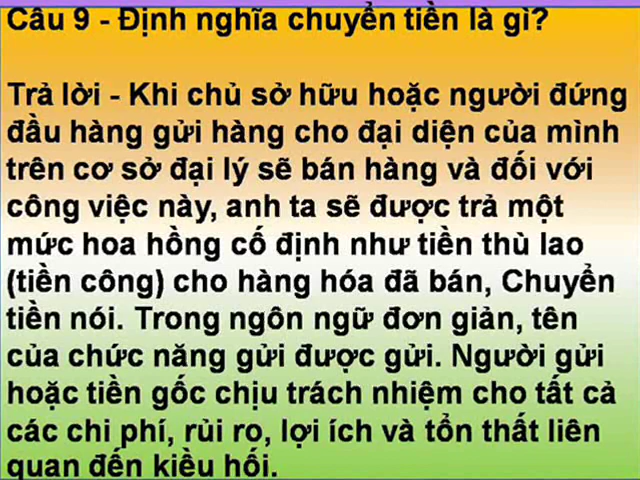 Câu 9 - Định nghĩa chuyển tiền là gì?
Trả lời - Khi chủ sở hữu hoặc người đứng
đầu hàng gửi hàng cho đại diện của mình
trên cơ sở đại lý sẽ bán hàng và đối với
công việc này, anh ta sẽ được trả một
mức hoa hồng cố định như tiền thù lao
(tiền công) cho hàng hóa đã bán, Chuyển
tiền nói. Trong ngôn ngữ đơn giản, tên
của chức năng gửi được gửi. Người gửi
hoặc tiền gốc chịu trách nhiệm cho tất cả
các chi phí, rủi ro, lợi ích và tổn thất liên
quan đến kiều hối.